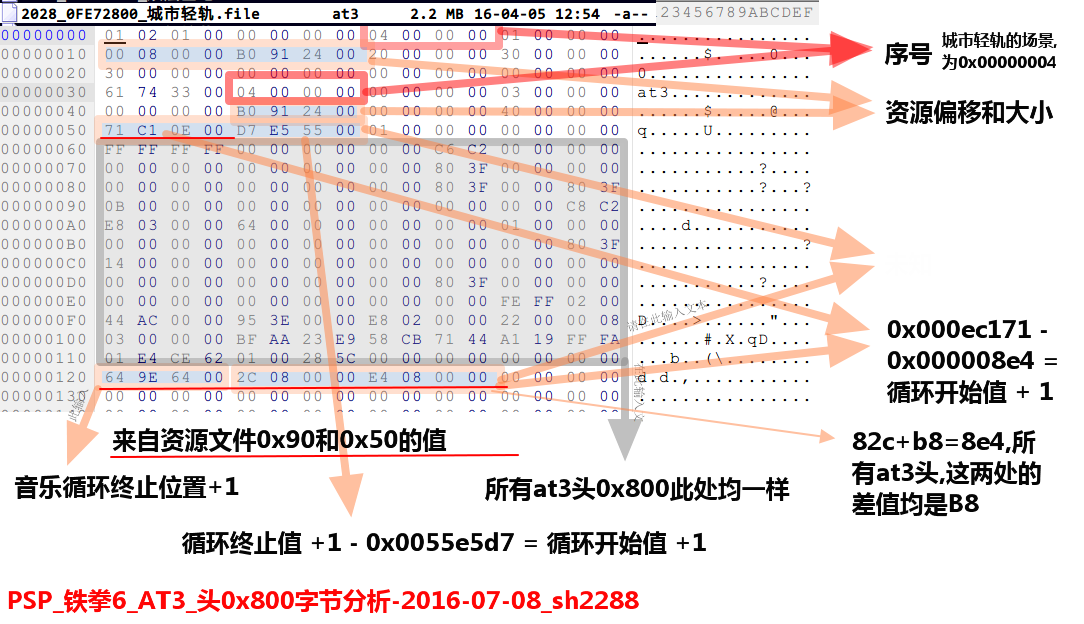 2028_0FE72800_城市轻轨.file at3 2.2 MB 16-04-05 12:54 -a-- 123456789ABCDEF
00000000 01 02 01 00 00 00 00 00 04 00 00 00 01 00 00 00 ................
00000010 00 08 00 00 B0 91 24 00 20 00 00 00 30 00 00 00 ......$. ...0...
00000020 30 00 00 00 00 00 00 00 00 00 00 00 00 00 00 00 0...............
00000030 61 74 33 00 04 00 00 00 00 00 00 00 03 00 00 00 at3.............
00000040 00 00 00 00 B0 91 24 00 00 00 00 00 40 00 00 00 ......$.....@...
00000050 71 C1 0E 00 D7 E5 55 00 01 00 00 00 00 00 00 00 q.....U.........
00000060 FF FF FF FF 00 00 00 00 00 00 C6 C2 00 00 00 00 ................
00000070 00 00 00 00 00 00 00 00 00 00 80 3F 00 00 00 00 ...........?....
00000080 00 00 00 00 00 00 00 00 00 00 80 3F 00 00 80 3F ...........?...?
00000090 0B 00 00 00 00 00 00 00 00 00 00 00 00 00 C8 C2 ................
000000A0 E8 03 00 00 64 00 00 00 00 00 00 00 01 00 00 00 ....d...........
000000B0 00 00 00 00 00 00 00 00 00 00 00 00 00 00 80 3F ...............?
000000C0 14 00 00 00 00 00 00 00 00 00 00 00 00 00 00 00 ................
000000D0 00 00 00 00 00 00 00 00 00 00 80 3F 00 00 00 00 ...........?....
000000E0 00 00 00 00 00 00 00 00 00 00 00 00 FE FF 02 00 ................
000000F0 44 AC 00 00 95 3E 00 00 E8 02 00 00 22 00 00 08 D....>......"...
00000100 03 00 00 00 BF AA 23 E9 58 CB 71 44 A1 19 FF FA ......#.X.qD....
00000110 01 E4 CE 62 01 00 28 5C 00 00 00 00 00 00 00 00 ...b..(\........
00000120 64 9E 64 00 2C 08 00 00 E4 08 00 00 00 00 00 00 d.d.,...........
00000130 00 00 00 00 00 00 00 00 00 00 00 00 00 00 00 00 ................
序号 城市轻轨的场景,
为0x00000004
资源偏移和大小
请在此输入文本
0x000ec171 -
0x000008e4 =
循环开始值 + 1
来自资源文件0x90和0x50的值
82c+b8=8e4,所
有at3头,这两处的
差值均是B8
音乐循环终止位置+1
所有at3头0x800此处均一样
循环终止值 +1 - 0x0055e5d7 = 循环开始值 +1
PSP_铁拳6_AT3_头0x800字节分析-2016-07-08_sh2288